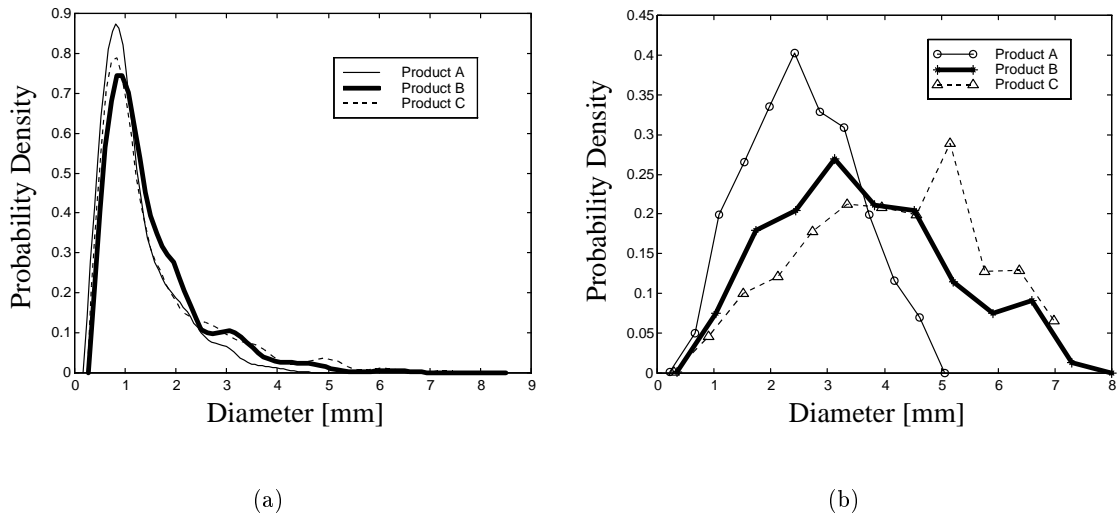 0.9
0.8
0.7
0.6
0.5
0.4
0.3
0.2
0.1
0
0 1 2 3 4 5 6 7 8 9
Probability Density
Diameter [mm]
Product A
Product B
Product C
(a)
0.45
0.4
0.35
0.3
0.25
0.2
0.15
0.1
0.05
0
0 1 2 3 4 5 6 7 8
Probability Density
Diameter [mm]
Product A
Product B
Product C
(b)